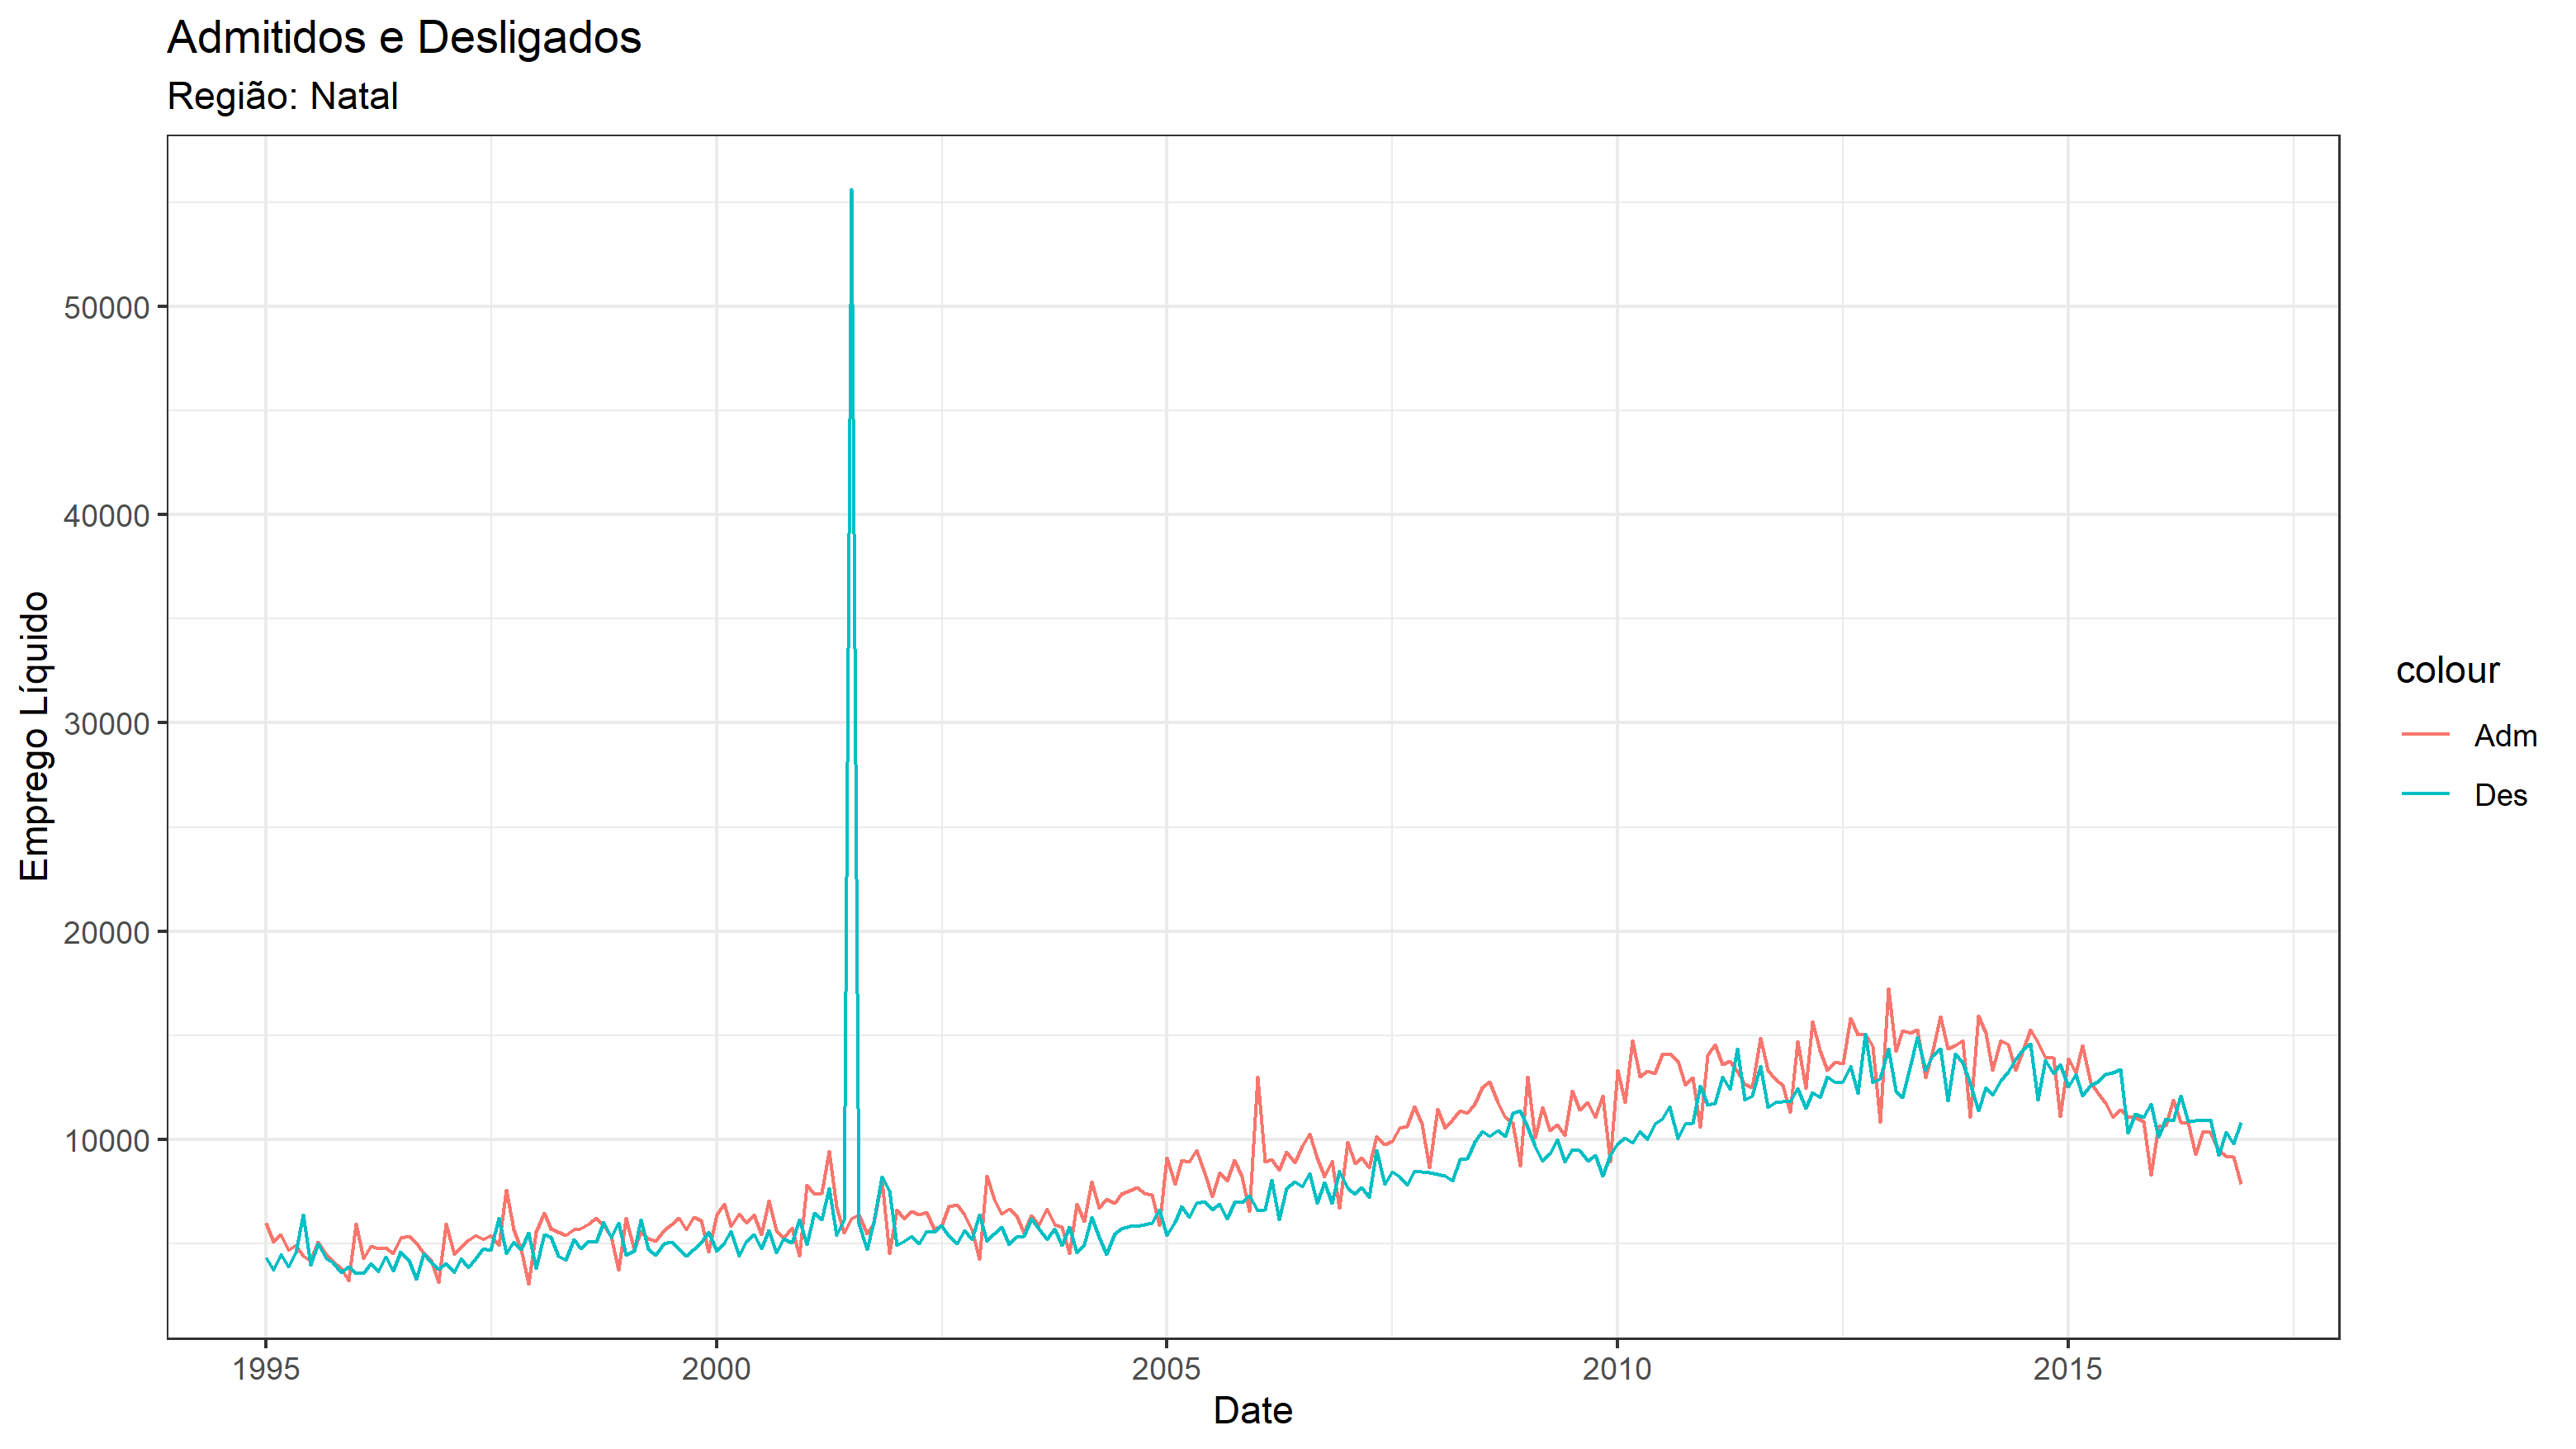 Admitidos e Desligados
Região: Natal
Emprego Líquido
50000
40000
30000
20000
10000
1995
2000
2005
2010
2015
Date
colour
Adm
Des